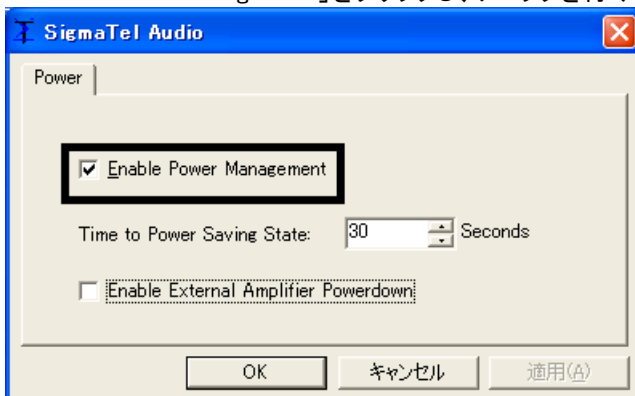 SigmaTel Audio
Power
Enable Power Management
Time to Power Saving State: 30 Seconds
Enable External Amplifier Powerdown
OK キャンセル 適用(A)